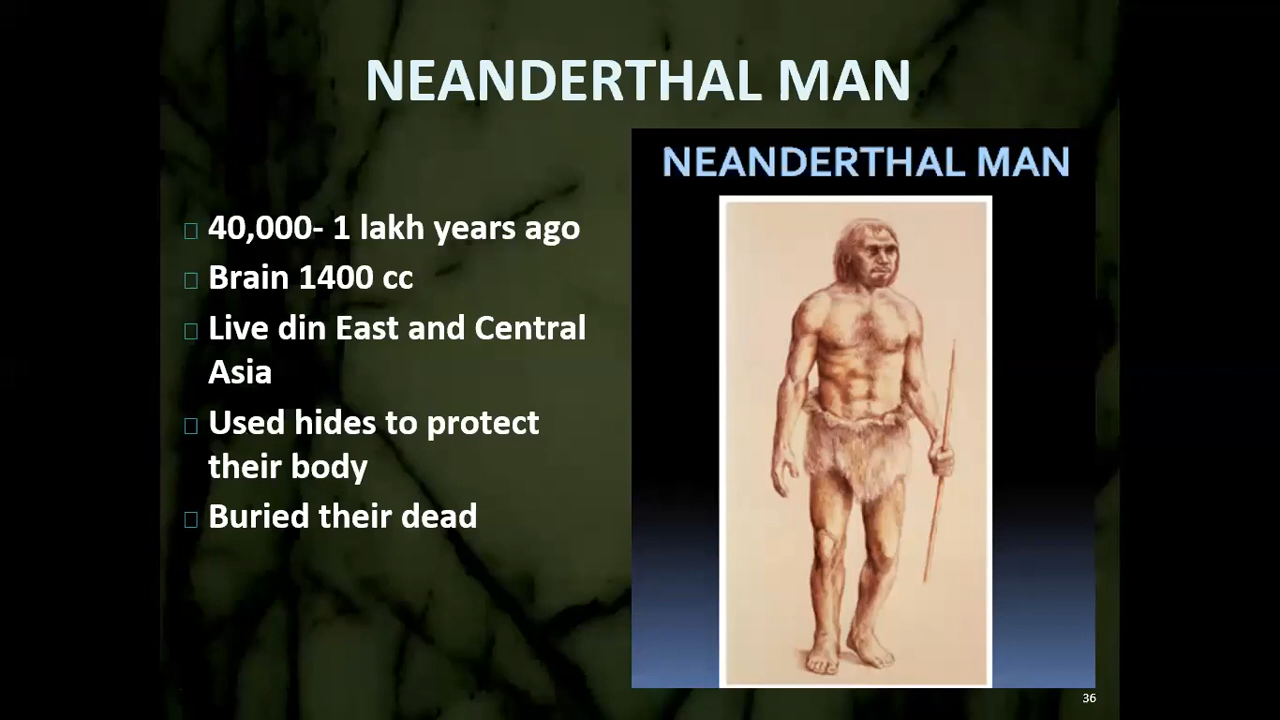 NEANDERTHAL MAN
40,000- 1 lakh years ago
Brain 1400 cc
Live din East and Central
Asia
Used hides to protect
their body
Buried their dead
NEANDERTHAL MAN
36